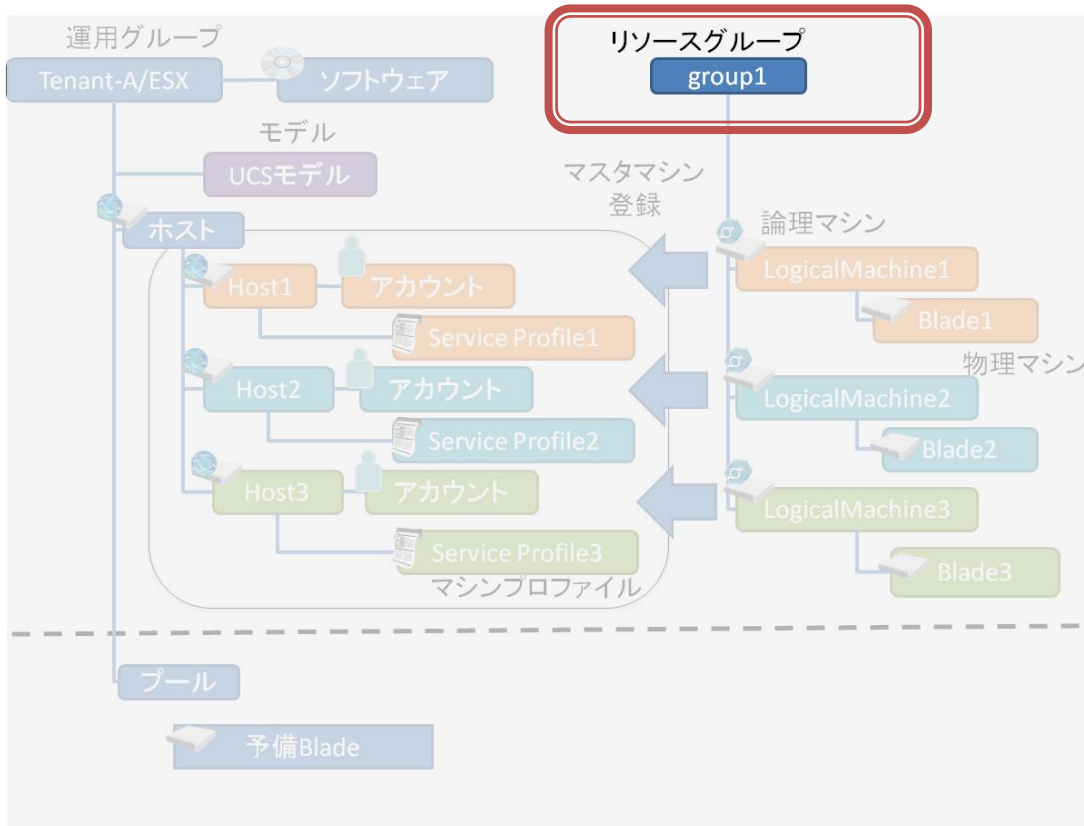 運用グループ
Tenant-A/ESX
ソフトウェア
モデル
UCSモデル
ホスト
Host1
アカウント
Service Profile1
Host2
アカウント
Service Profile2
Host3
アカウント
Service Profile3
マシンプロファイル
リソースグループ
group1
マスタマシン
登録
論理マシン
LogicalMachine1
Blade1
物理マシン
LogicalMachine2
Blade2
LogicalMachine3
Blade3
プール
予備Blade